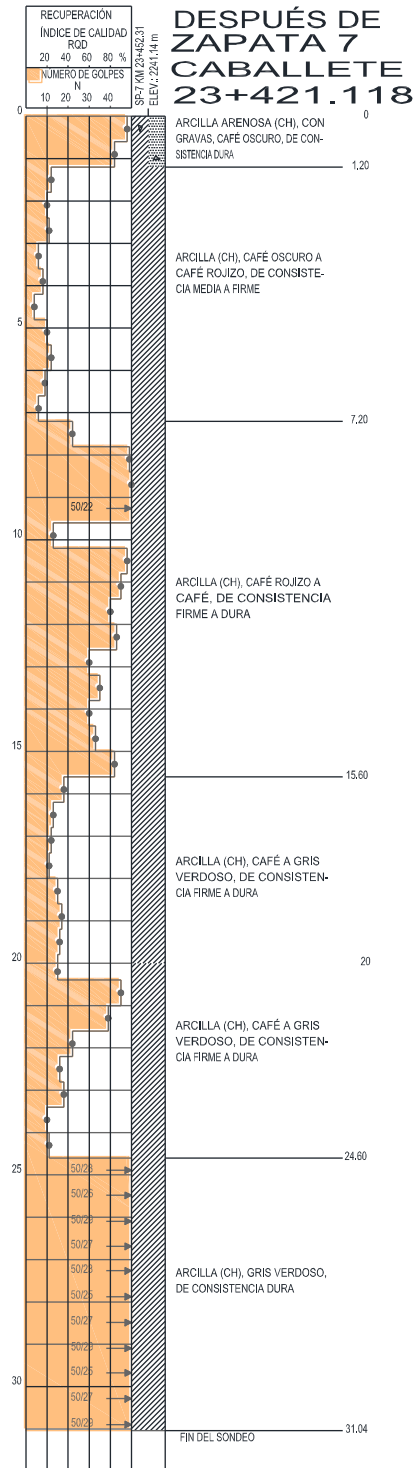 RECUPERACIÓN
ÍNDICE DE CALIDAD
RQD
20 40 60 80 %
NÚMERO DE GOLPES
N
10 20 30 40
SP-7 KM 23+452.31
ELEV.: 2241.14 m
DESPUÉS DE
ZAPATA 7
CABALLETE
23+421.118
0
0
ARCILLA ARENOSA (CH), CON
GRAVAS, CAFÉ OSCURO, DE CON-
SISTENCIA DURA
1,20
ARCILLA (CH), CAFÉ OSCURO A
CAFÉ ROJIZO, DE CONSISTE-
CIA MEDIA A FIRME
5
7.20
50/22
10
ARCILLA (CH), CAFÉ ROJIZO A
CAFÉ, DE CONSISTENCIA
FIRME A DURA
15
15.60
ARCILLA (CH), CAFÉ A GRIS
VERDOSO, DE CONSISTEN-
CIA FIRME A DURA
20
20
ARCILLA (CH), CAFÉ A GRIS
VERDOSO, DE CONSISTEN-
CIA FIRME A DURA
24.60
25
50/28
50/26
50/29
50/27
50/28
50/26
50/27
50/29
50/26
50/27
50/29
ARCILLA (CH), GRIS VERDOSO,
DE CONSISTENCIA DURA
30
31.04
FIN DEL SONDEO